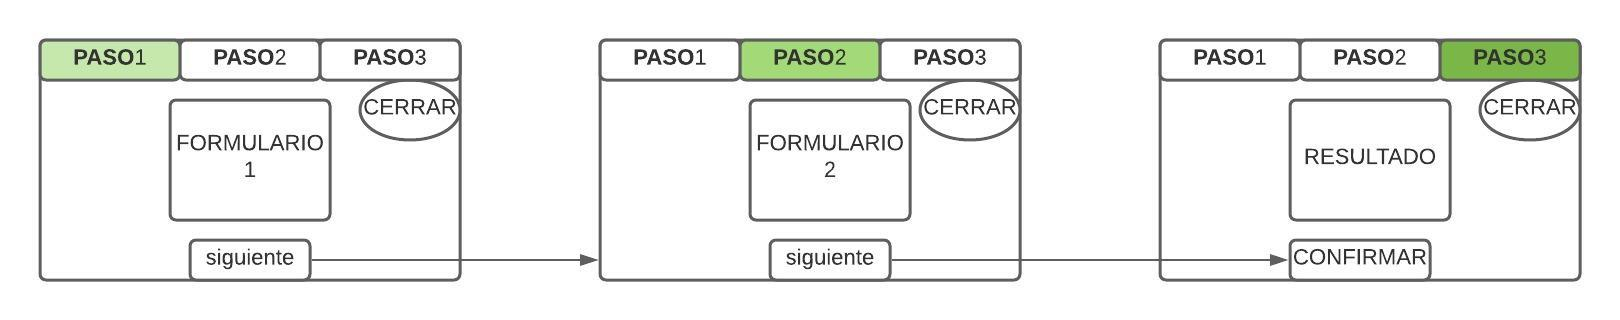 PASO1 PASO2 PASO3
CERRAR
FORMULARIO
1
siguiente
PASO1 PASO2 PASO3
CERRAR
FORMULARIO
2
siguiente
PASO1 PASO2 PASO3
CERRAR
RESULTADO
CONFIRMAR